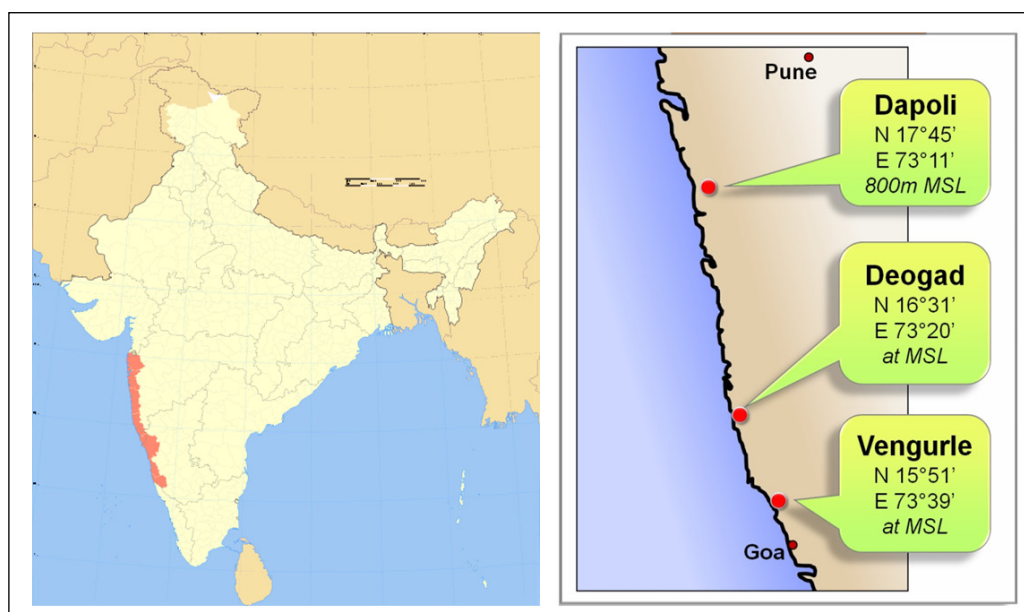 Pune
Dapoli
N 17°45’
E 73°11’
800m MSL
Deogad
N 16°31’
E 73°20’
at MSL
Vengurle
N 15°51’
E 73°39’
at MSL
Goa